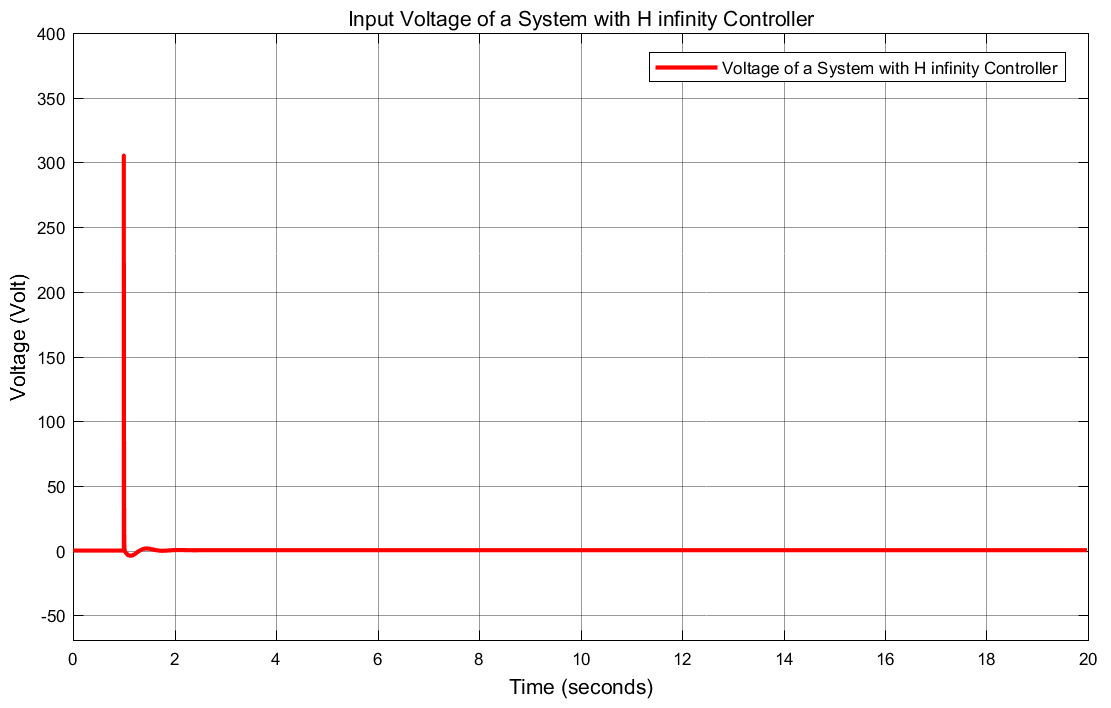 Input Voltage of a System with H infinity Controller
Voltage of a System with H infinity Controller
400
350
300
250
200
150
100
50
0
-50
Voltage (Volt)
0 2 4 6 8 10 12 14 16 18 20
Time (seconds)